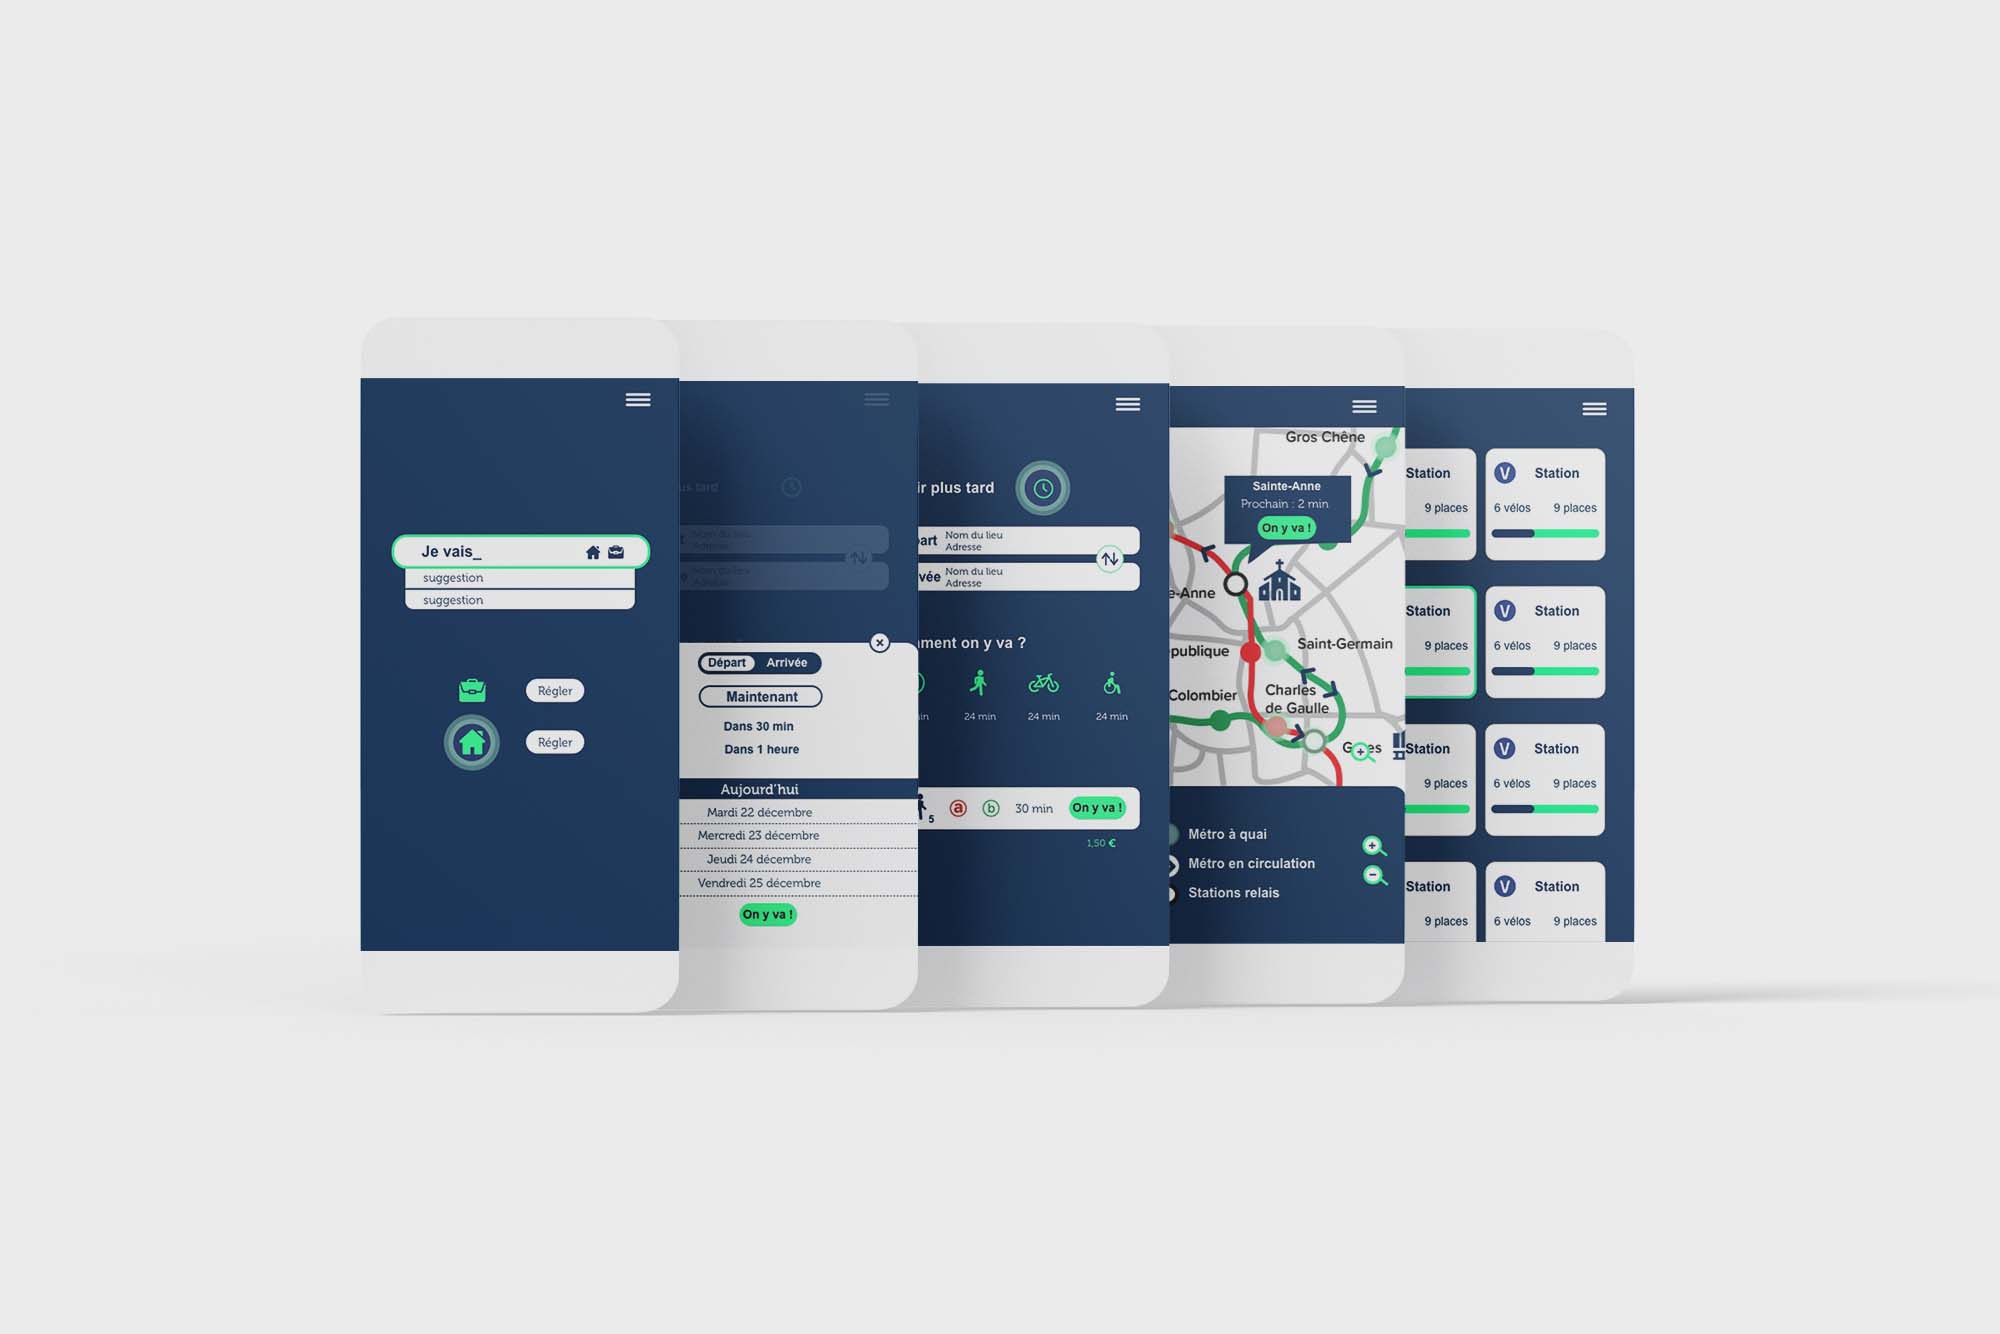 Je vais_
suggestion
suggestion
Régler
Régler
us tard
Nom du lieu
Adresse
Nom du lieu
Adresse
Départ Arrivée
Maintenant
Dans 30 min
Dans 1 heure
Aujourd'hui
Mardi 22 décembre
Mercredi 23 décembre
Jeudi 24 décembre
Vendredi 25 décembre
On y va !
ir plus tard
art Nom du lieu
Adresse
vée Nom du lieu
Adresse
ment on y va ?
in 24 min 24 min 24 min
5 a b 30 min On y va !
1,50 €
Gros Chêne
Sainte-Anne
Prochain : 2 min
On y va !
e-Anne
Saint-Germain
publique
Colombier
Charles
de Gaulle
Métro à quai
Métro en circulation
Stations relais
Station
9 places
V Station
6 vélos 9 places
Station
9 places
V Station
6 vélos 9 places
Station
9 places
V Station
6 vélos 9 places
Station
9 places
V Station
6 vélos 9 places